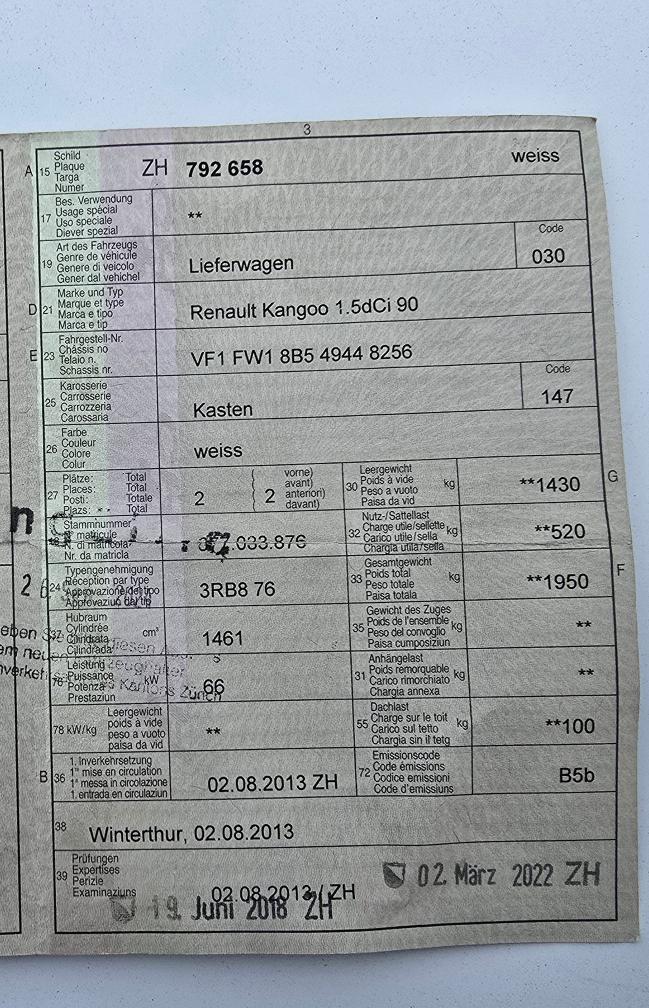 3
A 15 Schild
Plaque
Targa
Numer
ZH 792 658 weiss
17 Bes. Verwendung
Usage spécial
Uso speciale
Diever spezial
**
19 Art des Fahrzeugs
Genre de véhicule
Genere di veicolo
Gener dal vehichel
Lieferwagen
Code
030
D 21 Marke und Typ
Marque et type
Marca e tipo
Marca e tip
Renault Kangoo 1.5dCi 90
E 23 Fahrgestell-Nr.
Châssis no
Telaio n.
Schassis nr.
VF1 FW1 8B5 4944 8256
25 Karosserie
Carrosserie
Carrozzeria
Carossaria
Kasten
Code
147
26 Farbe
Couleur
Colore
Colur
weiss
27 Plätze: Total
Places: Total
Posti: Totale
Plazs: Total
2 2 vorne)
avant)
anteriori)
davant)
30 Leergewicht
Poids à vide
Peso a vuoto
Paisa da vid
kg
**1430
G
Stammnummer
matricule
N. di matricola
Nr. da matricla
.033.876
32 Nutz-/Sattellast
Charge utile/sellette
Carico utile/sella
Chargia utila/sella
kg
**520
24 Typengenehmigung
Réception par type
Approvazione del tipo
Approvaziun dal tip
3RB8 76
33 Gesamtgewicht
Poids total
Peso totale
Paisa totala
kg
**1950
F
37 Hubraum
Cylindrée
Cilindrata
Cilindrada
cm³
1461
35 Gewicht des Zuges
Poids de l'ensemble
Peso del convoglio
Paisa cumposiziun
kg
**
76 Leistung
Puissance
Potenza
Prestaziun
kW
66
31 Anhängelast
Poids remorquable
Carico rimorchiato
Chargia annexa
kg
**
78 kW/kg Leergewicht
poids à vide
peso a vuoto
paisa da vid
**
55 Dachlast
Charge sur le toit
Carico sul tetto
Chargia sin il tetg
kg
**100
B 36 1. Inverkehrsetzung
1re mise en circulation
1a messa in circolazione
1. entrada en circulaziun
02.08.2013 ZH
72 Emissionscode
Code émissions
Codice emissioni
Code d'emissiuns
B5b
38 Winterthur, 02.08.2013
39 Prüfungen
Expertises
Perizie
Examinaziuns
02.08.2013 / ZH
19. Juni 2018 ZH
02. März 2022 ZH